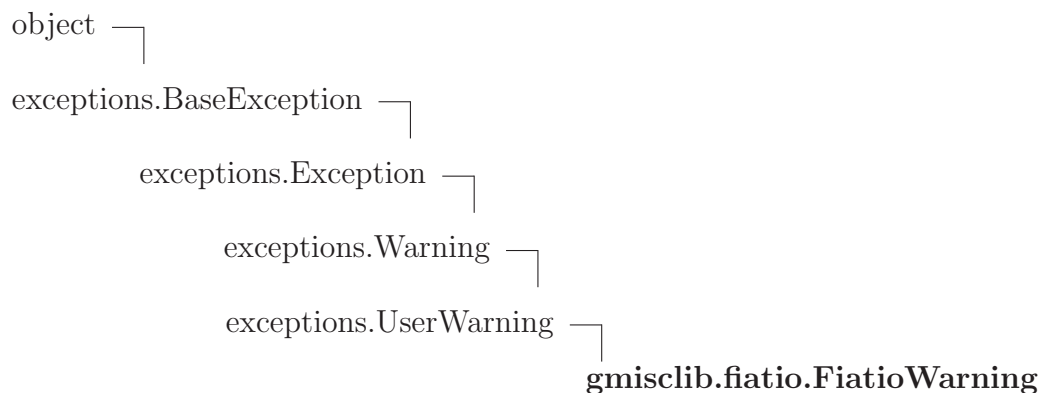 object
exceptions.BaseException
exceptions.Exception
exceptions.Warning
exceptions.UserWarning
gmisclib.fiatio.FiatioWarning